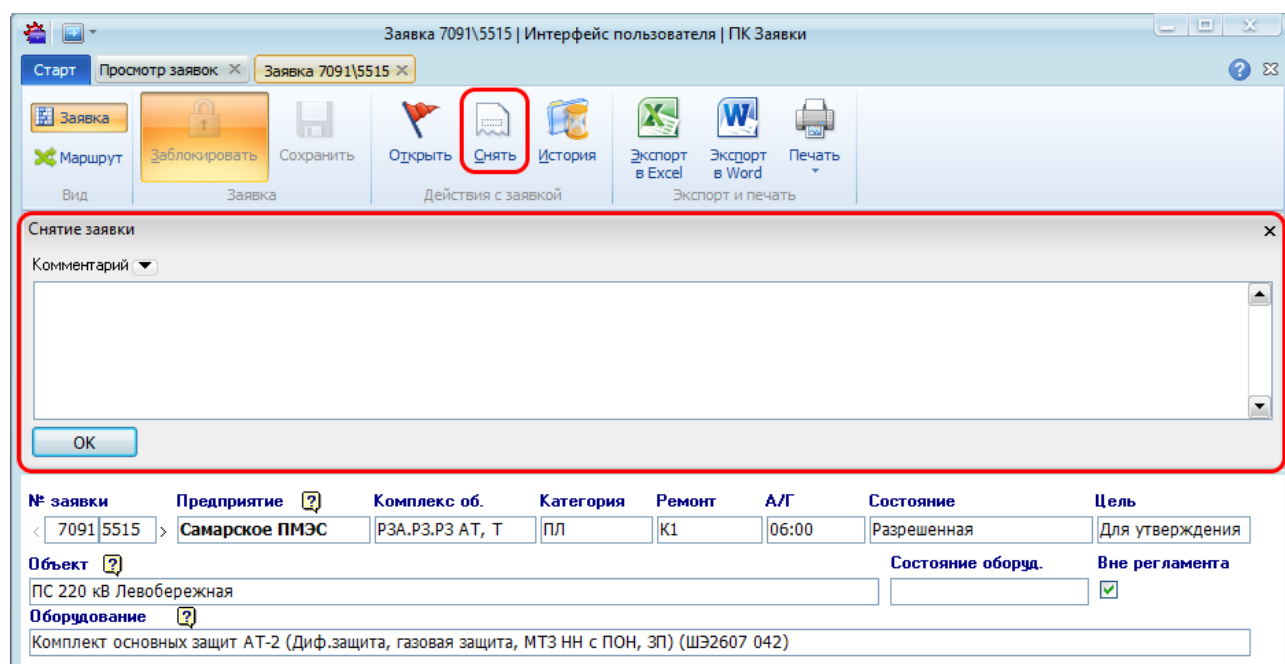 Заявка 7091\5515 | Интерфейс пользователя | ПК Заявки
Старт Просмотр заявок Заявка 7091\5515
Заявка
Маршрут
Заблокировать Сохранить Открыть Снять История Экспорт в Excel Экспорт в Word Печать
Вид Заявка Действия с заявкой Экспорт и печать
Снятие заявки
Комментарий
OK
№ заявки Предприятие ? Комплекс об. Категория Ремонт А/Г Состояние Цель
< 7091 5515 > Самарское ПМЭС РЗА.РЗ.РЗ АТ, Т ПЛ К1 06:00 Разрешенная Для утверждения
Объект ? Состояние оборуд. Вне регламента
ПС 220 кВ Левобережная
Оборудование ?
Комплект основных защит АТ-2 (Диф.защита, газовая защита, МТЗ НН с ПОН, ЗП) (ШЭ2607 042)